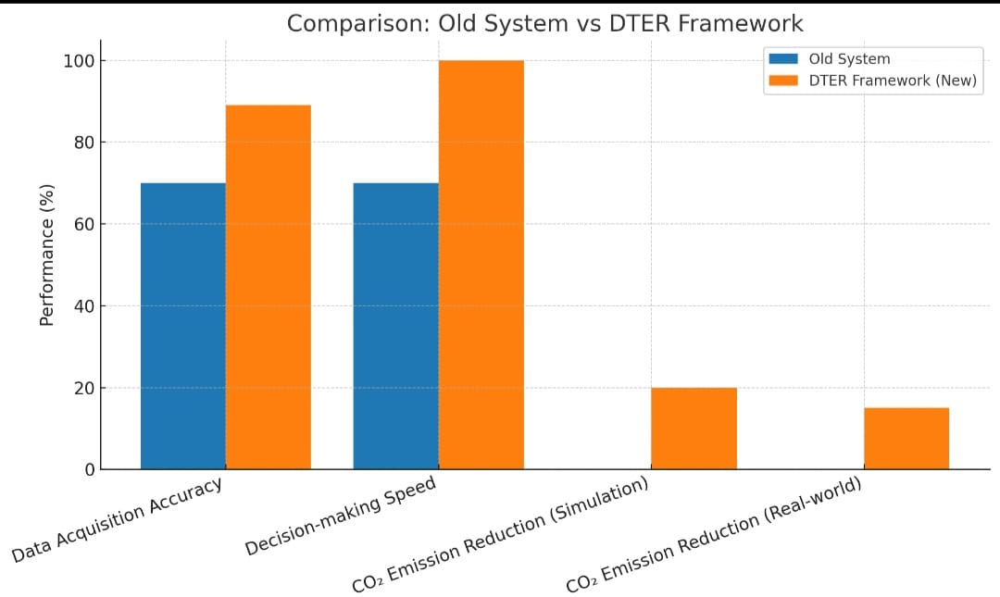 Comparison: Old System vs DTER Framework
Old System
DTER Framework (New)
Performance (%)
100
80
60
40
20
0
Data Acquisition Accuracy
Decision-making Speed
CO₂ Emission Reduction (Simulation)
CO₂ Emission Reduction (Real-world)